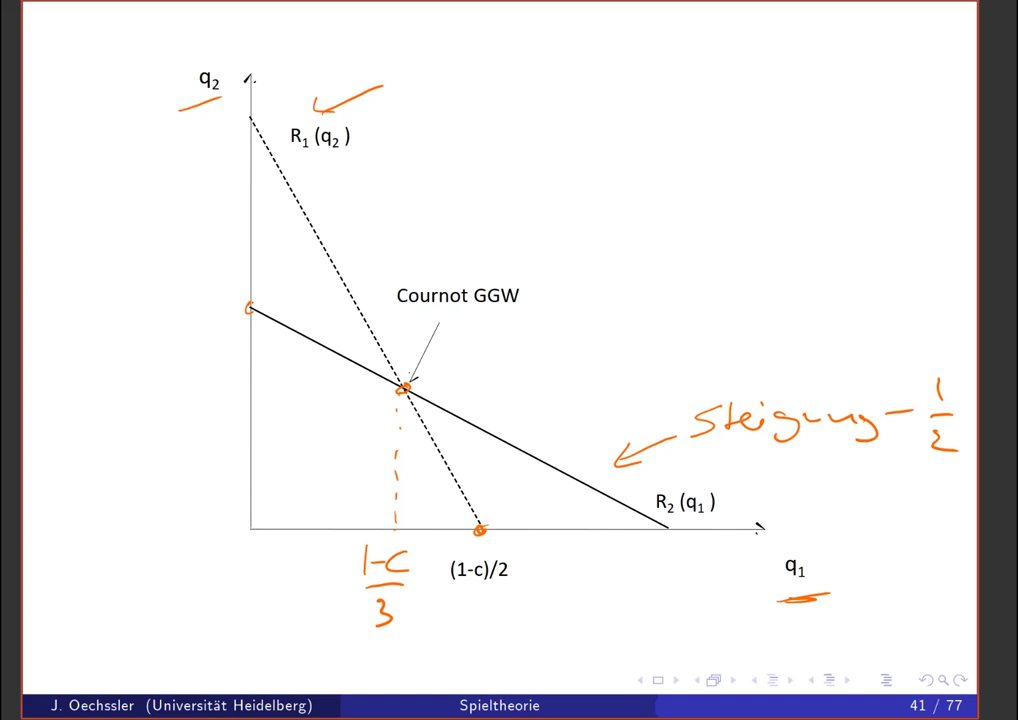 q₂
R₁ (q₂ )
Cournot GGW
Steigung - 1/2
R₂ (q₁ )
1-c/3
(1-c)/2
q₁
J. Oechssler (Universität Heidelberg) Spieltheorie 41 / 77